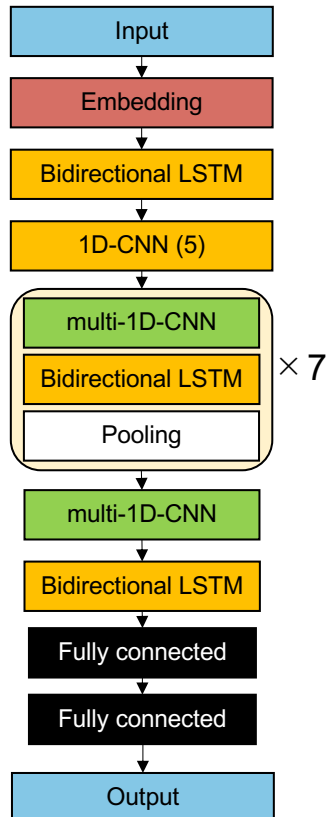 Input
Embedding
Bidirectional LSTM
1D-CNN (5)
multi-1D-CNN
Bidirectional LSTM
Pooling
× 7
multi-1D-CNN
Bidirectional LSTM
Fully connected
Fully connected
Output